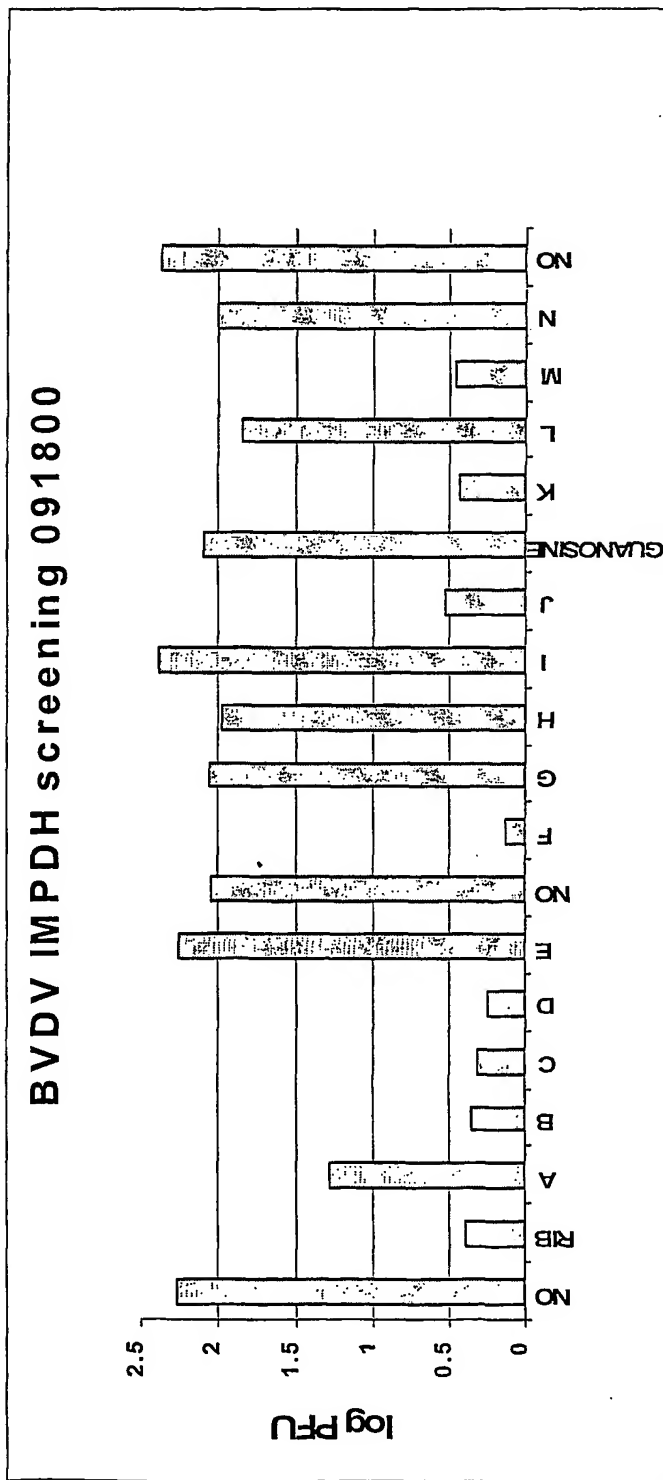 BVDV IMPDH screening 091800
log PFU
2.5
2
1.5
1
0.5
0
NO
RIB
A
B
C
D
E
NO
F
G
H
I
J
GUANOSINE
K
L
M
N
NO